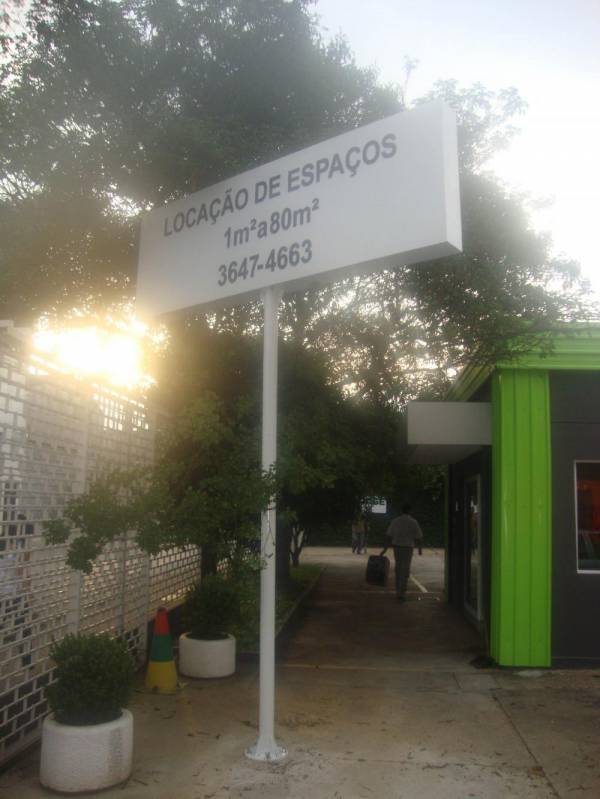 LOCAÇÃO DE ESPAÇOS
1m²a80m²
3647-4663